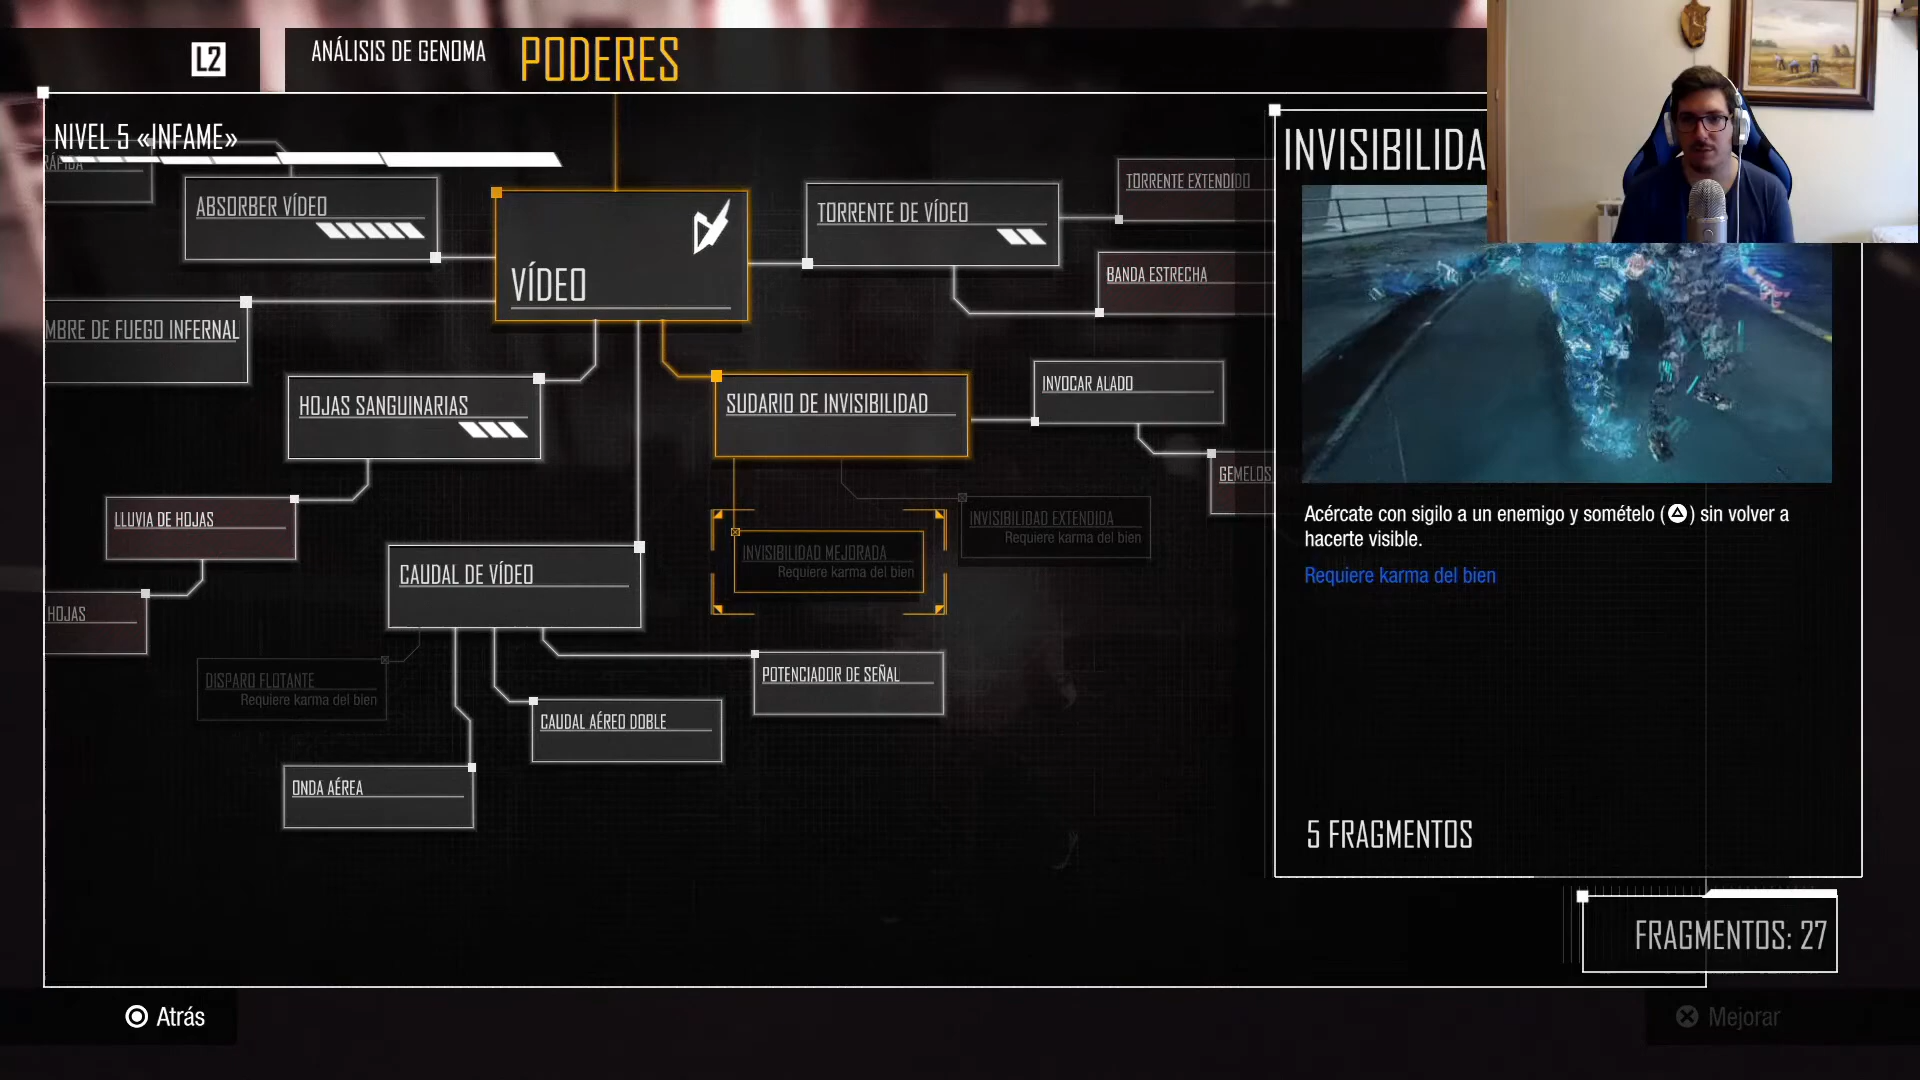 L2
ANÁLISIS DE GENOMA
PODERES
NIVEL 5 «INFAME»
RÁPIDA
ABSORBER VÍDEO
VÍDEO
TORRENTE DE VÍDEO
TORRENTE EXTENDIDO
BANDA ESTRECHA
MBRE DE FUEGO INFERNAL
HOJAS SANGUINARIAS
SUDARIO DE INVISIBILIDAD
INVOCAR ALADO
GEMELOS
LLUVIA DE HOJAS
INVISIBILIDAD EXTENDIDA
Requiere karma del bien
INVISIBILIDAD MEJORADA
Requiere karma del bien
CAUDAL DE VÍDEO
HOJAS
DISPARO FLOTANTE
Requiere karma del bien
POTENCIADOR DE SEÑAL
CAUDAL AÉREO DOBLE
ONDA AÉREA
INVISIBILIDA
Acércate con sigilo a un enemigo y somételo (△) sin volver a
hacerte visible.
Requiere karma del bien
5 FRAGMENTOS
FRAGMENTOS: 27
Atrás
Mejorar